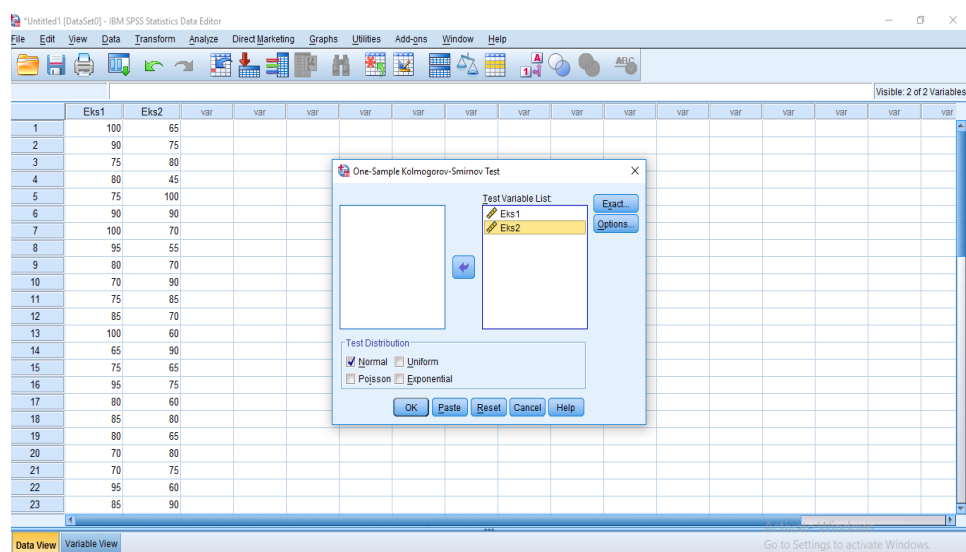 *Untitled1 [DataSet0] - IBM SPSS Statistics Data Editor
File Edit View Data Transform Analyze Direct Marketing Graphs Utilities Add-ons Window Help
Visible: 2 of 2 Variables
Eks1 Eks2 var var var var var var var var var var var var var var
1 100 65
2 90 75
3 75 80
4 80 45
5 75 100
6 90 90
7 100 70
8 95 55
9 80 70
10 70 90
11 75 85
12 85 70
13 100 60
14 65 90
15 75 65
16 95 75
17 80 60
18 85 80
19 80 65
20 70 80
21 70 75
22 95 60
23 85 90
One-Sample Kolmogorov-Smirnov Test
Test Variable List:
Eks1
Eks2
Exact...
Options...
Test Distribution
Normal Uniform
Poisson Exponential
OK Paste Reset Cancel Help
Data View Variable View
Go to Settings to activate Windows.